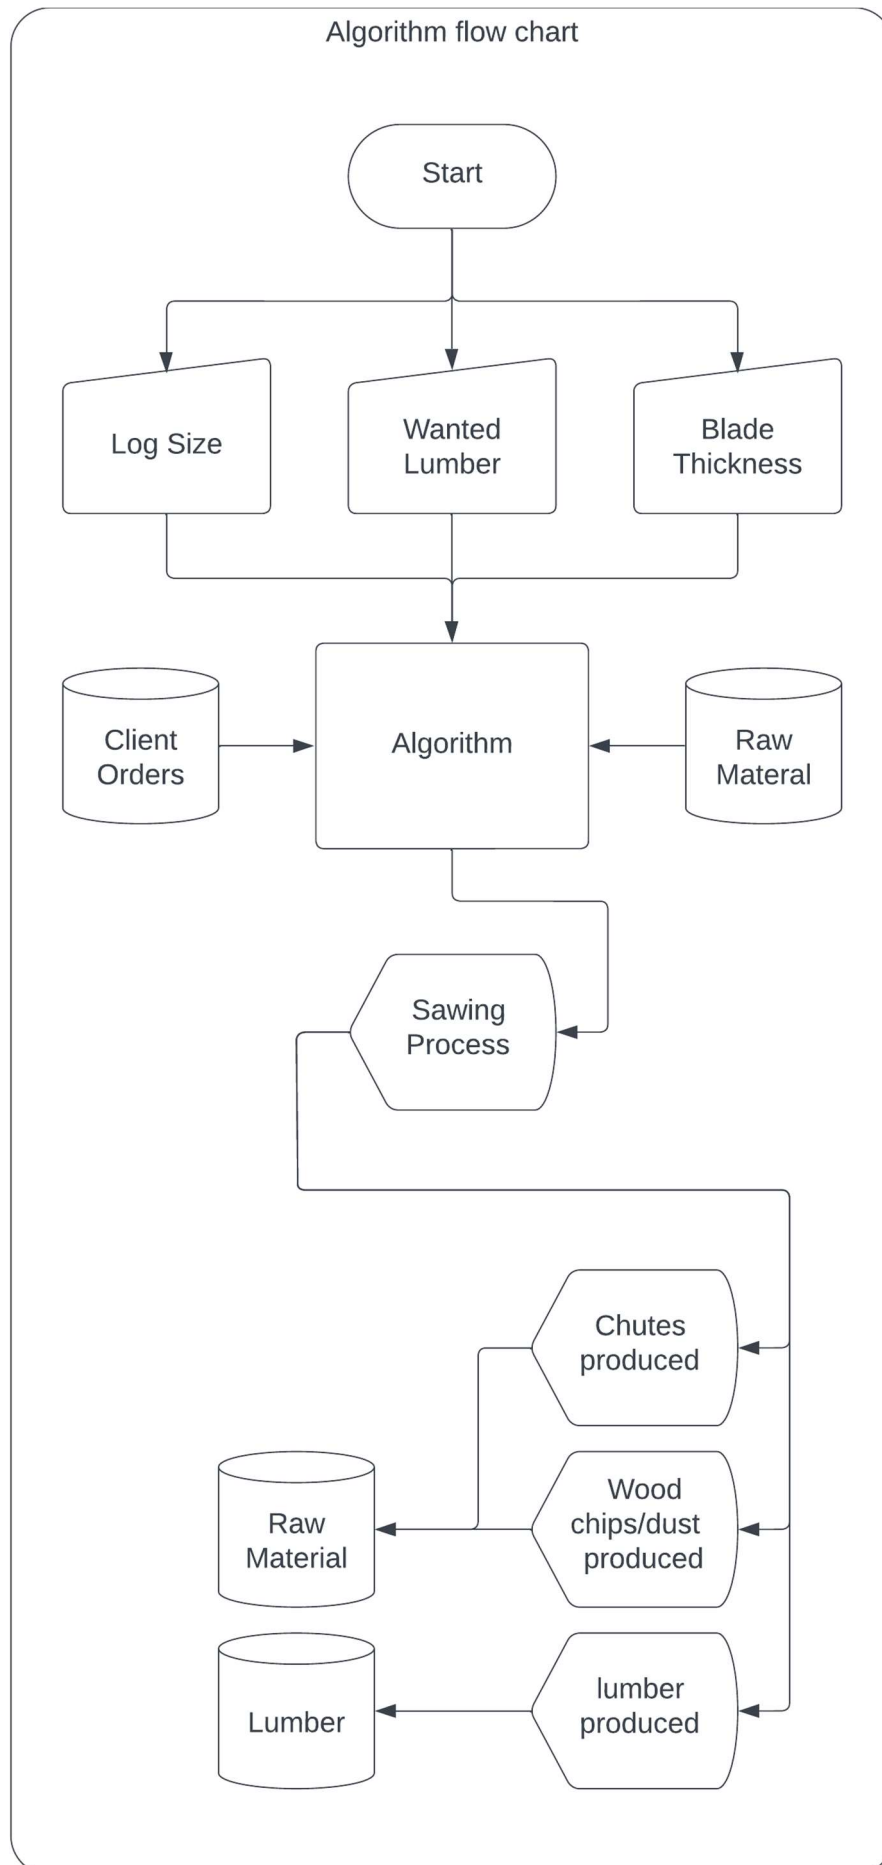 Algorithm flow chart
Start
Log Size
Wanted
Lumber
Blade
Thickness
Client
Orders
Algorithm
Raw
Materal
Sawing
Process
Chutes
produced
Raw
Material
Wood
chips/dust
produced
Lumber
lumber
produced